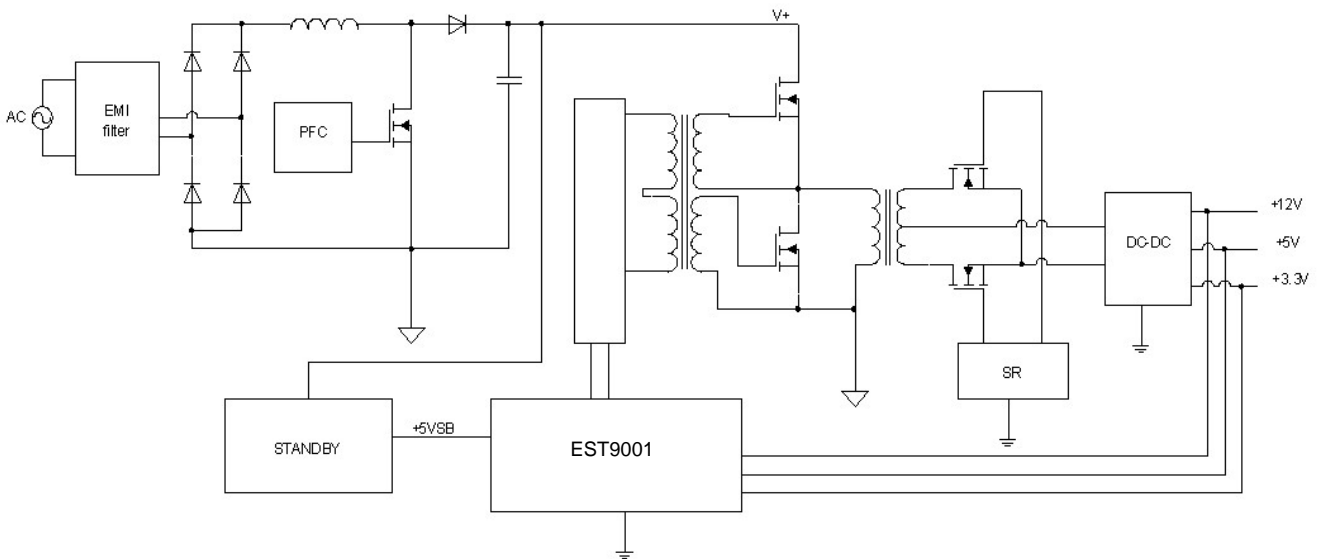 V+
AC
EMI
filter
PFC
+12V
DC-DC
+5V
+3.3V
SR
+5VSB
STANDBY
EST9001